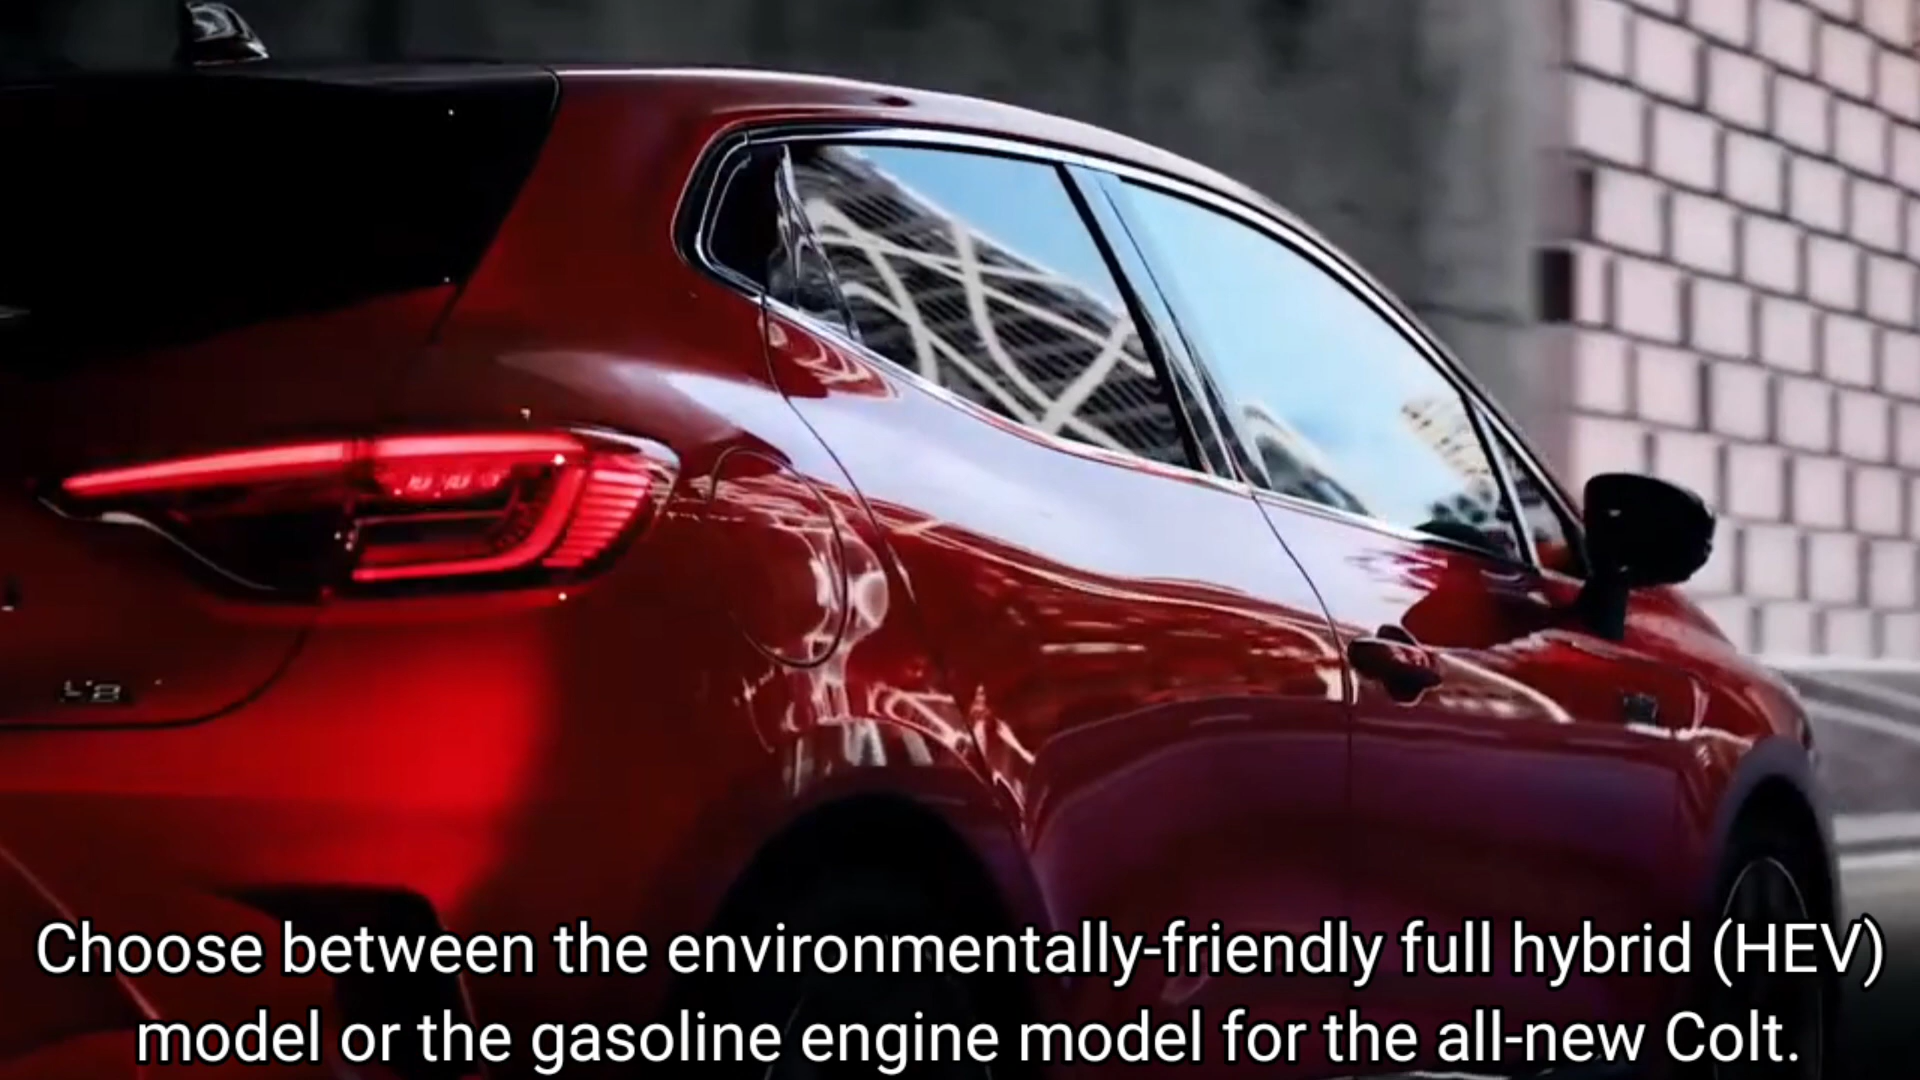 Choose between the environmentally-friendly full hybrid (HEV)
model or the gasoline engine model for the all-new Colt.